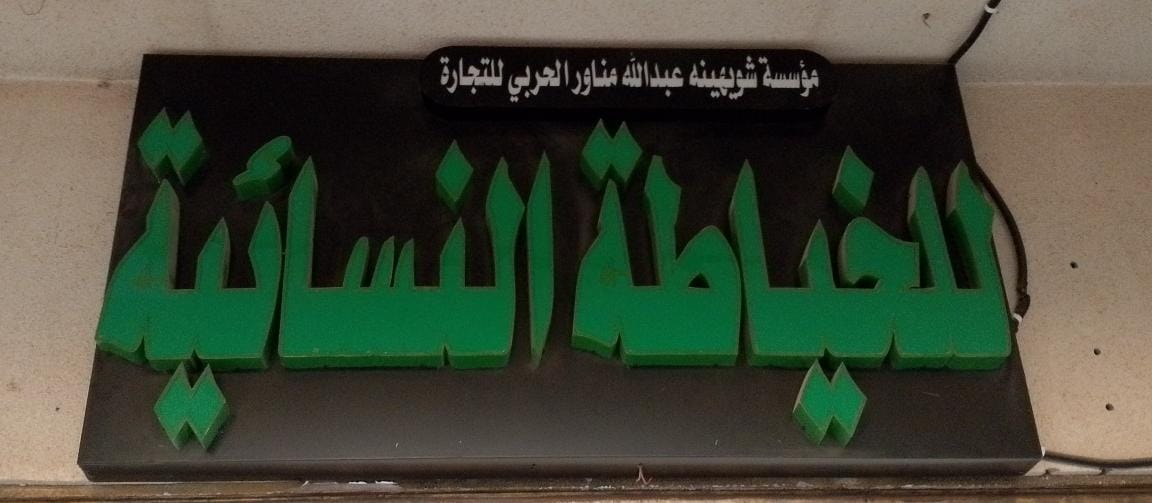 مؤسسة شويهينه عبدالله مناور الحربي للتجارة
للخياطة النسائية